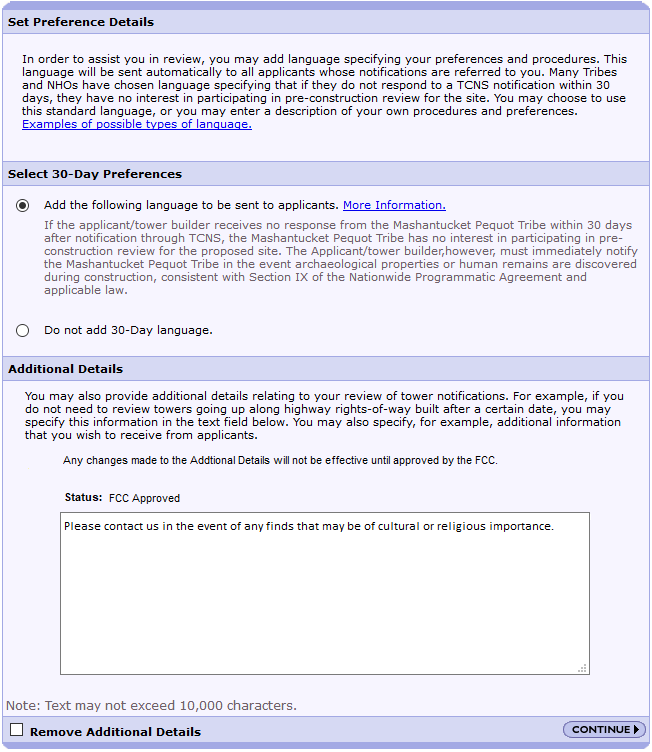 Set Preference Details
In order to assist you in review, you may add language specifying your preferences and procedures. This
language will be sent automatically to all applicants whose notifications are referred to you. Many Tribes
and NHOs have chosen language specifying that if they do not respond to a TCNS notification within 30
days, they have no interest in participating in pre-construction review for the site. You may choose to use
this standard language, or you may enter a description of your own procedures and preferences.
Examples of possible types of language.
Select 30-Day Preferences
Add the following language to be sent to applicants. More Information.
If the applicant/tower builder receives no response from the Mashantucket Pequot Tribe within 30 days
after notification through TCNS, the Mashantucket Pequot Tribe has no interest in participating in pre-
construction review for the proposed site. The Applicant/tower builder,however, must immediately notify
the Mashantucket Pequot Tribe in the event archaeological properties or human remains are discovered
during construction, consistent with Section IX of the Nationwide Programmatic Agreement and
applicable law.
Do not add 30-Day language.
Additional Details
You may also provide additional details relating to your review of tower notifications. For example, if you
do not need to review towers going up along highway rights-of-way built after a certain date, you may
specify this information in the text field below. You may also specify, for example, additional information
that you wish to receive from applicants.
Any changes made to the Addtional Details will not be effective until approved by the FCC.
Status: FCC Approved
Please contact us in the event of any finds that may be of cultural or religious importance.
Note: Text may not exceed 10,000 characters.
Remove Additional Details
CONTINUE